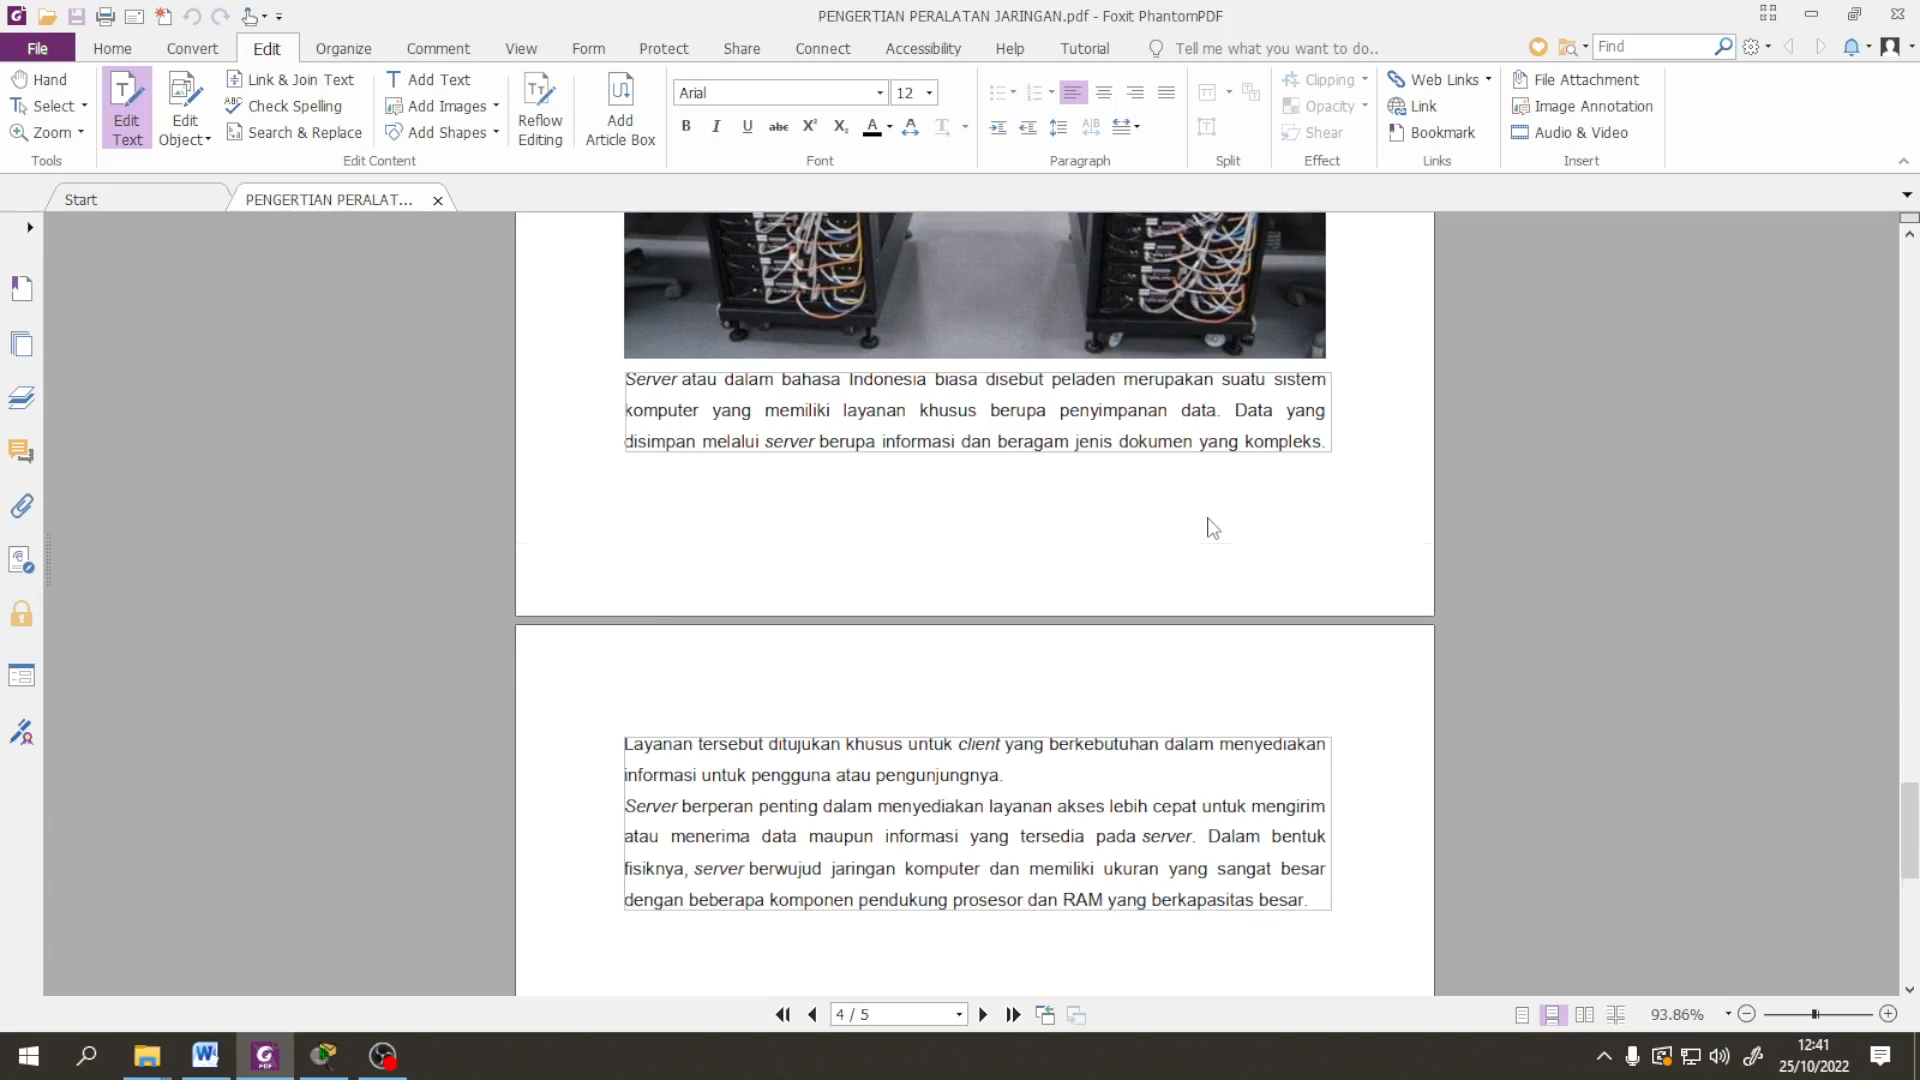 PENGERTIAN PERALATAN JARINGAN.pdf - Foxit PhantomPDF
File Home Convert Edit Organize Comment View Form Protect Share Connect Accessibility Help Tutorial Tell me what you want to do.. Find
Hand
Select
Zoom
Tools
Edit Text
Edit Object
Link & Join Text
Check Spelling
Search & Replace
Add Text
Add Images
Add Shapes
Edit Content
Reflow Editing
Add Article Box
Arial 12
Font
Paragraph
Split
Clipping
Opacity
Shear
Effect
Web Links
Link
Bookmark
Links
File Attachment
Image Annotation
Audio & Video
Insert
Start
PENGERTIAN PERALAT...
Server atau dalam bahasa Indonesia biasa disebut peladen merupakan suatu sistem
komputer yang memiliki layanan khusus berupa penyimpanan data. Data yang
disimpan melalui server berupa informasi dan beragam jenis dokumen yang kompleks.
Layanan tersebut ditujukan khusus untuk client yang berkebutuhan dalam menyediakan
informasi untuk pengguna atau pengunjungnya.
Server berperan penting dalam menyediakan layanan akses lebih cepat untuk mengirim
atau menerima data maupun informasi yang tersedia pada server. Dalam bentuk
fisiknya, server berwujud jaringan komputer dan memiliki ukuran yang sangat besar
dengan beberapa komponen pendukung prosesor dan RAM yang berkapasitas besar.
4 / 5
93.86%
12:41
25/10/2022